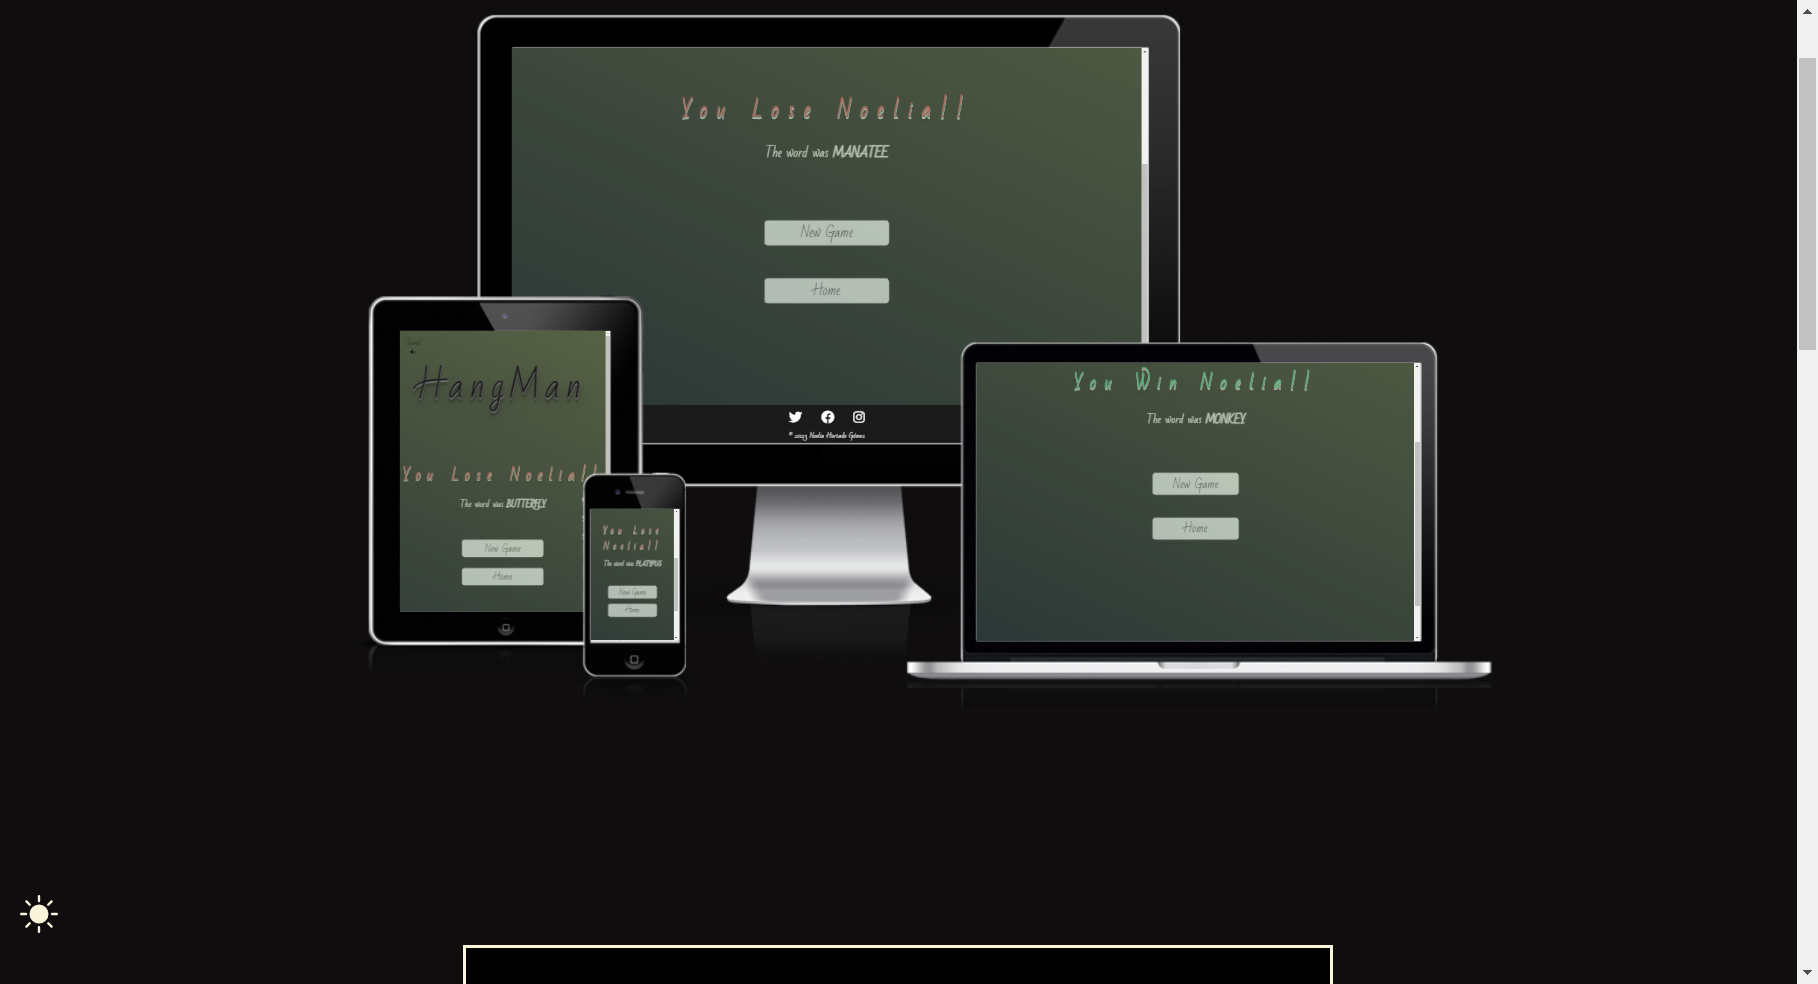 You Lose Noelia!!
The word was MANATEE
New Game
Home
© 2023 Noelia Hurtado Gómez
Sound
HangMan
You Lose Noelia!!
The word was BUTTERFLY
New Game
Home
You Lose
Noelia!!
The word was PLATYPUS
New Game
Home
You Win Noelia!!
The word was MONKEY
New Game
Home